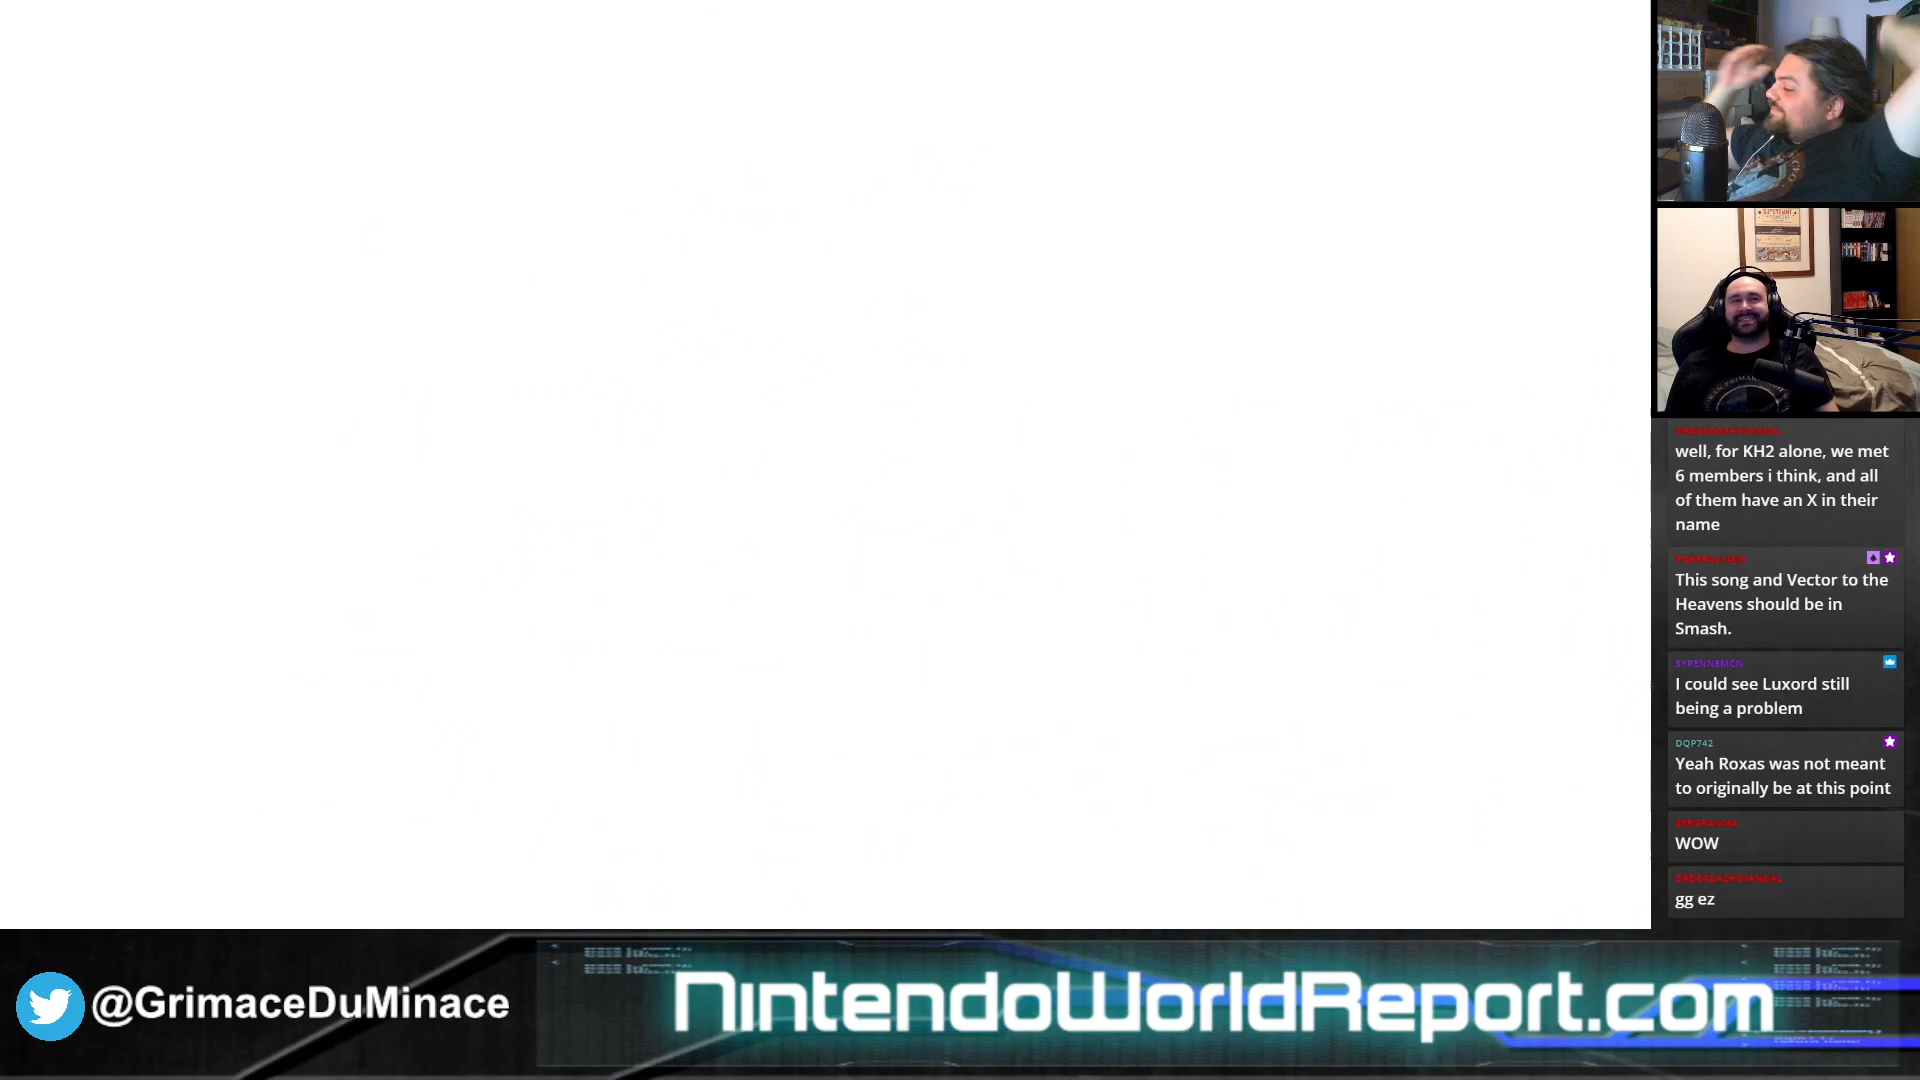 well, for KH2 alone, we met
6 members i think, and all
of them have an X in their
name
This song and Vector to the
Heavens should be in
Smash.
SYRENNEMCN
I could see Luxord still
being a problem
DQP742
Yeah Roxas was not meant
to originally be at this point
WOW
gg ez
@GrimaceDuMinace
NintendoWorldReport.com